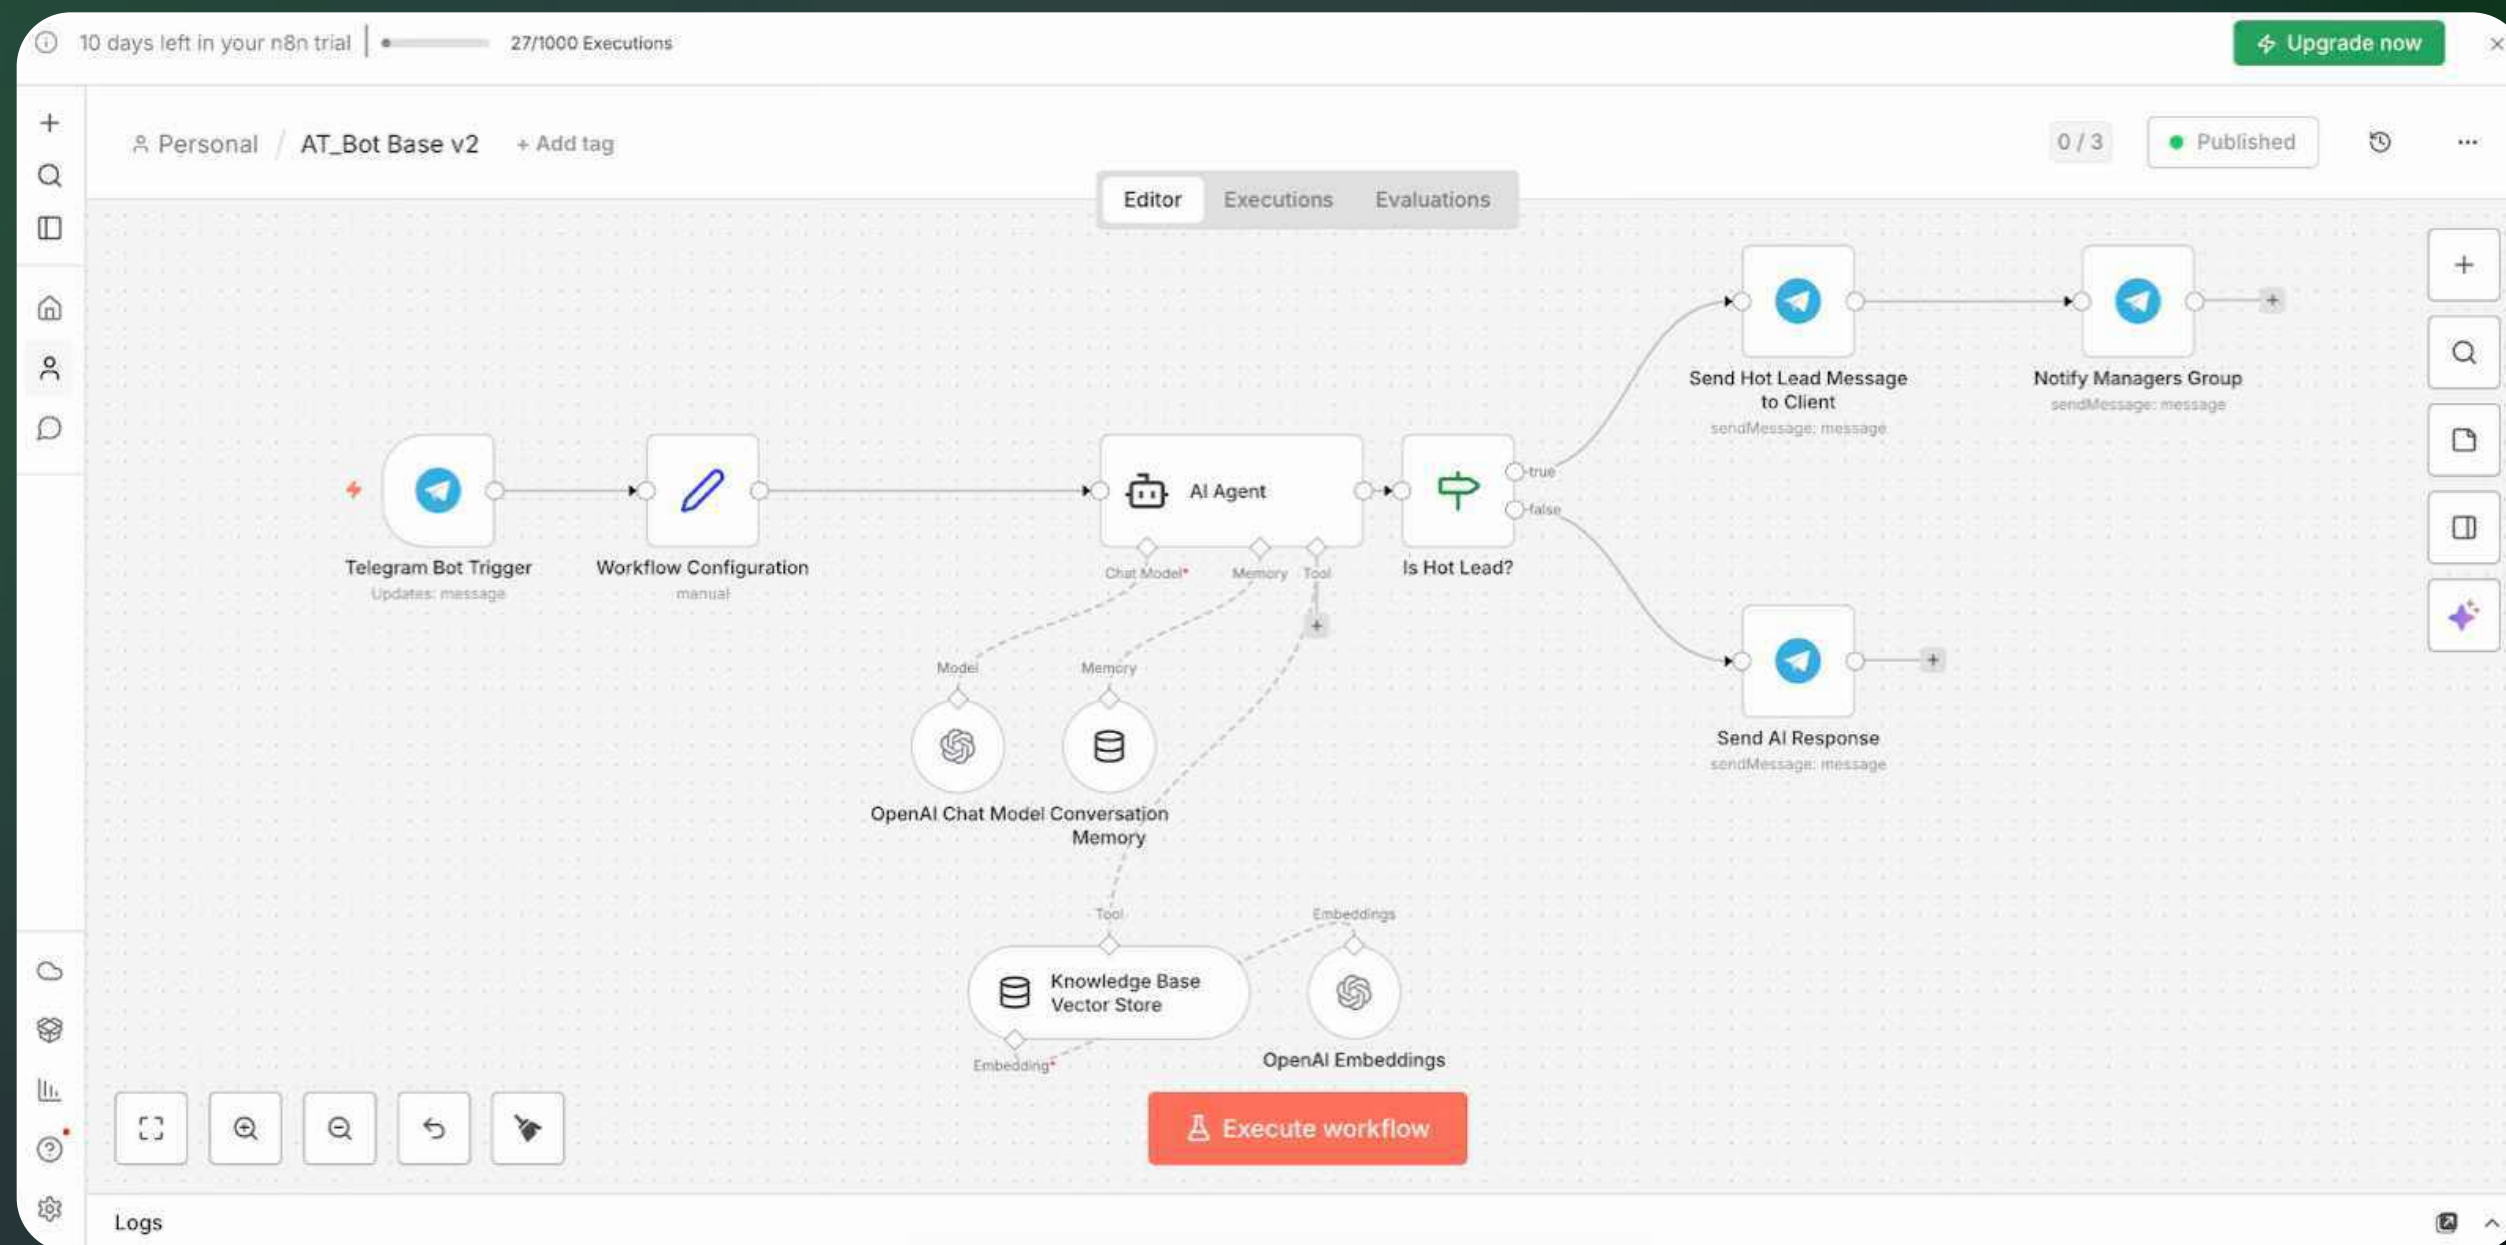 10 days left in your n8n trial
27/1000 Executions
Upgrade now
Personal / AT_Bot Base v2 + Add tag
0 / 3
Published
Editor Executions Evaluations
Send Hot Lead Message
to Client
sendMessage: message
Notify Managers Group
sendMessage: message
Telegram Bot Trigger
Updates: message
Workflow Configuration
manual
AI Agent
Chat Model*
Memory
Tool
true
false
Is Hot Lead?
Model
Memory
OpenAI Chat Model
Conversation
Memory
Send AI Response
sendMessage: message
Tool
Embeddings
Knowledge Base
Vector Store
Embedding*
OpenAI Embeddings
Execute workflow
Logs